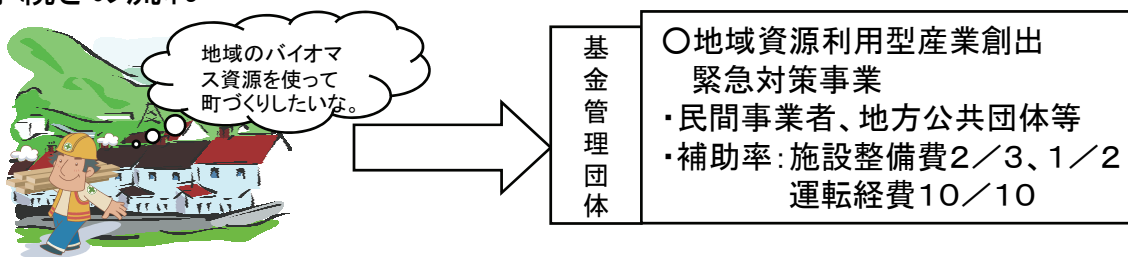 地域のバイオマ
ス資源を使って
町づくりしたいな。
基金管理団体
〇地域資源利用型産業創出
緊急対策事業
・民間事業者、地方公共団体等
・補助率：施設整備費２／３、１／２
運転経費１０／１０